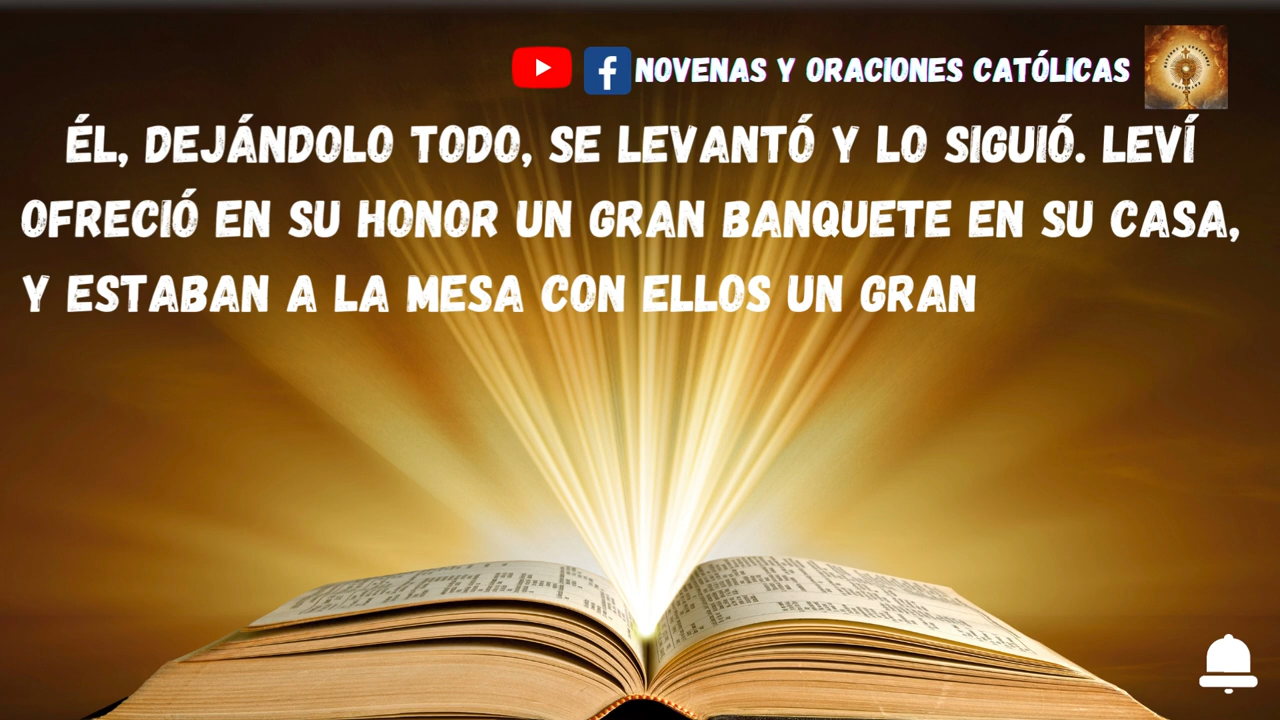 NOVENAS Y ORACIONES CATÓLICAS
ÉL, DEJÁNDOLO TODO, SE LEVANTÓ Y LO SIGUIÓ. LEVÍ
OFRECIÓ EN SU HONOR UN GRAN BANQUETE EN SU CASA,
Y ESTABAN A LA MESA CON ELLOS UN GRAN